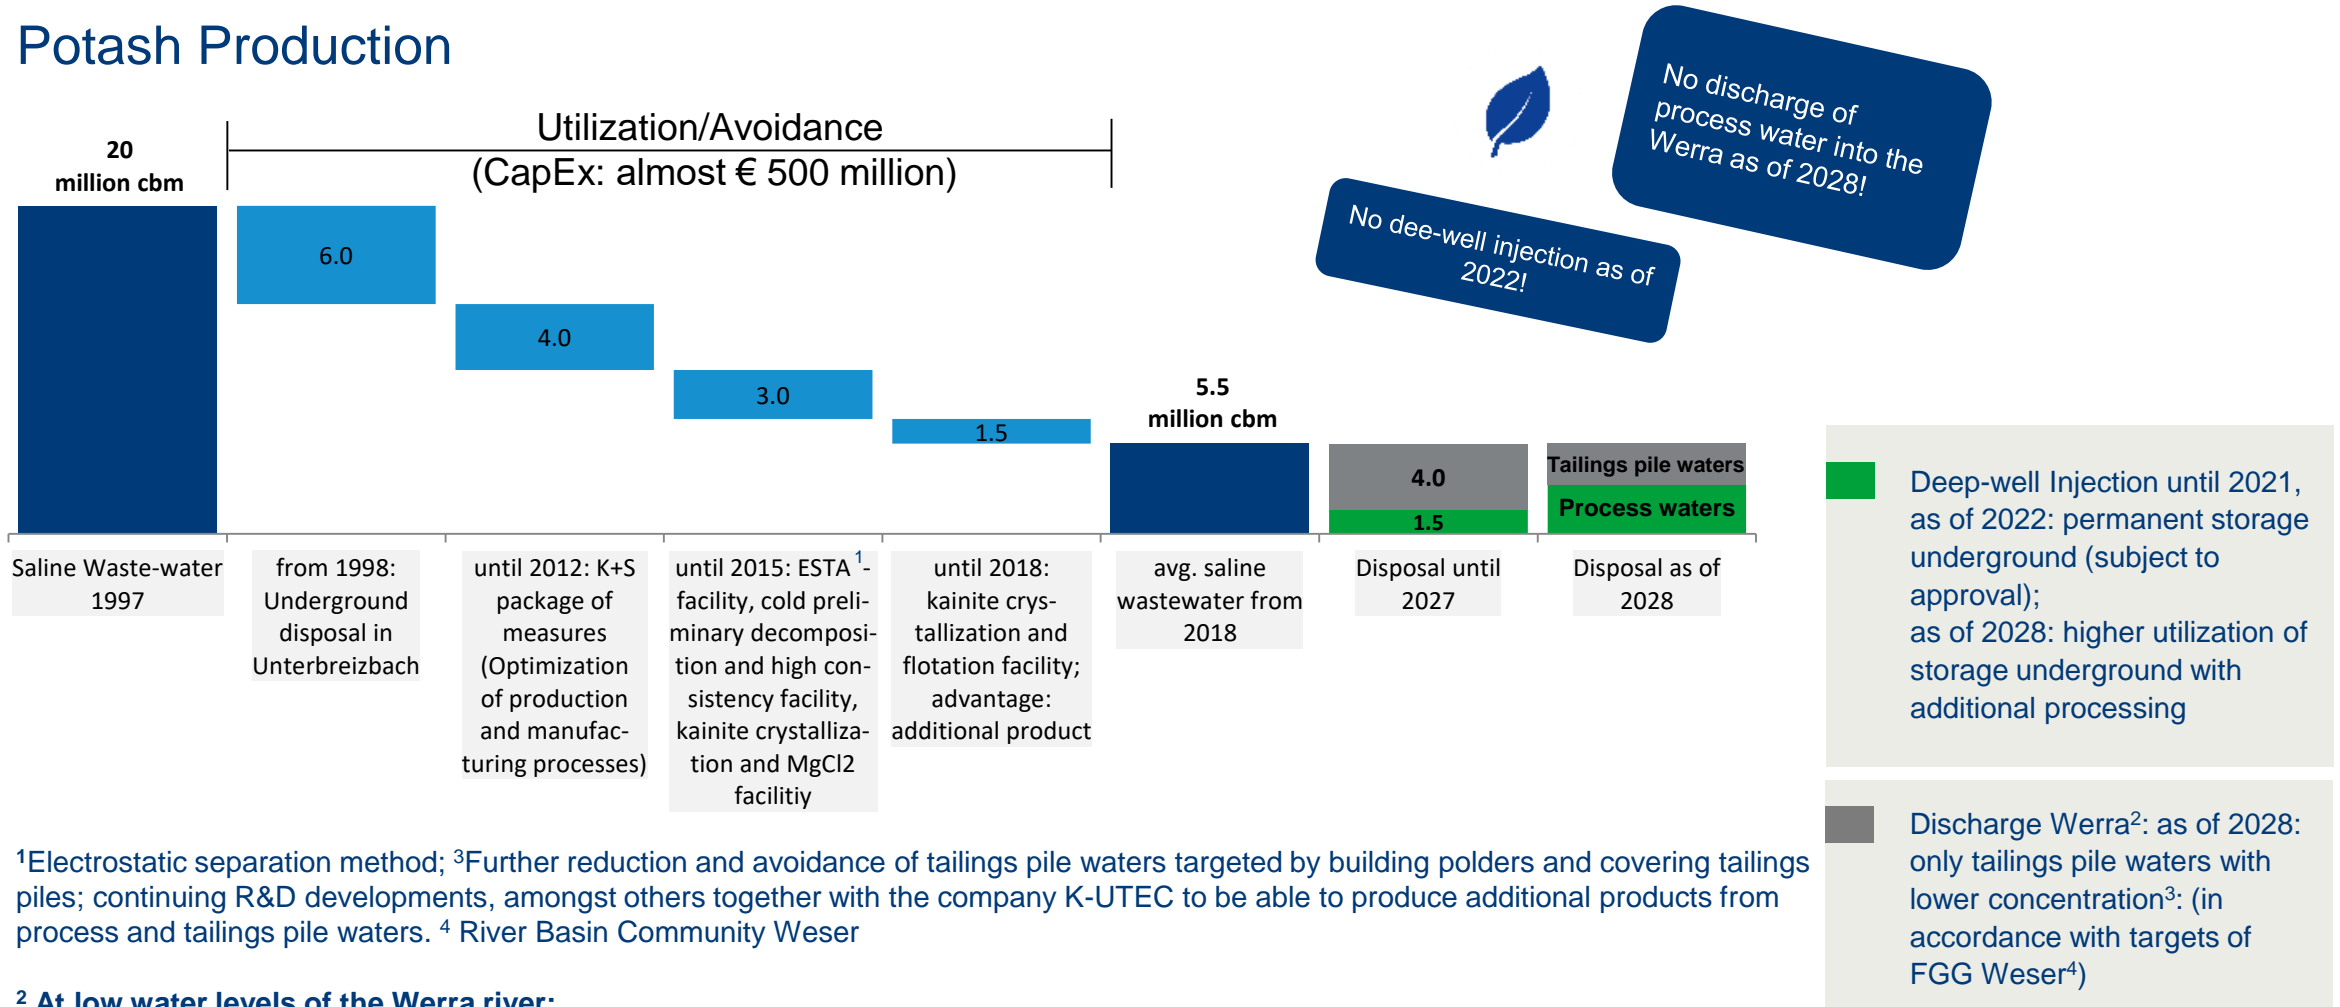 Potash Production
Utilization/Avoidance
(CapEx: almost € 500 million)
20
million cbm
6.0
4.0
3.0
1.5
5.5
million cbm
4.0
1.5
Tailings pile waters
Process waters
No discharge of
process water into the
Werra as of 2028!
No dee-well injection as of
2022!
Saline Waste-water
1997
from 1998:
Underground
disposal in
Unterbreizbach
until 2012: K+S
package of
measures
(Optimization
of production
and manufac-
turing processes)
until 2015: ESTA¹-
facility, cold preli-
minary decomposi-
tion and high con-
sistency facility,
kainite crystalliza-
tion and MgCl2
facilitiy
until 2018:
kainite crys-
tallization and
flotation facility;
advantage:
additional product
avg. saline
wastewater from
2018
Disposal until
2027
Disposal as of
2028
Deep-well Injection until 2021,
as of 2022: permanent storage
underground (subject to
approval);
as of 2028: higher utilization of
storage underground with
additional processing
Discharge Werra²: as of 2028:
only tailings pile waters with
lower concentration³: (in
accordance with targets of
FGG Weser⁴)
¹Electrostatic separation method; ³Further reduction and avoidance of tailings pile waters targeted by building polders and covering tailings
piles; continuing R&D developments, amongst others together with the company K-UTEC to be able to produce additional products from
process and tailings pile waters. ⁴ River Basin Community Weser
² At low water levels of the Werra river: